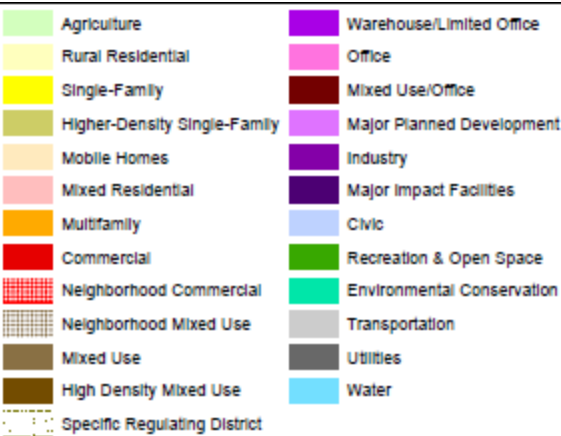 Agriculture
Rural Residential
Single-Family
Higher-Density Single-Family
Mobile Homes
Mixed Residential
Multifamily
Commercial
Neighborhood Commercial
Neighborhood Mixed Use
Mixed Use
High Density Mixed Use
Specific Regulating District
Warehouse/Limited Office
Office
Mixed Use/Office
Major Planned Development
Industry
Major Impact Facilities
Civic
Recreation & Open Space
Environmental Conservation
Transportation
Utilities
Water